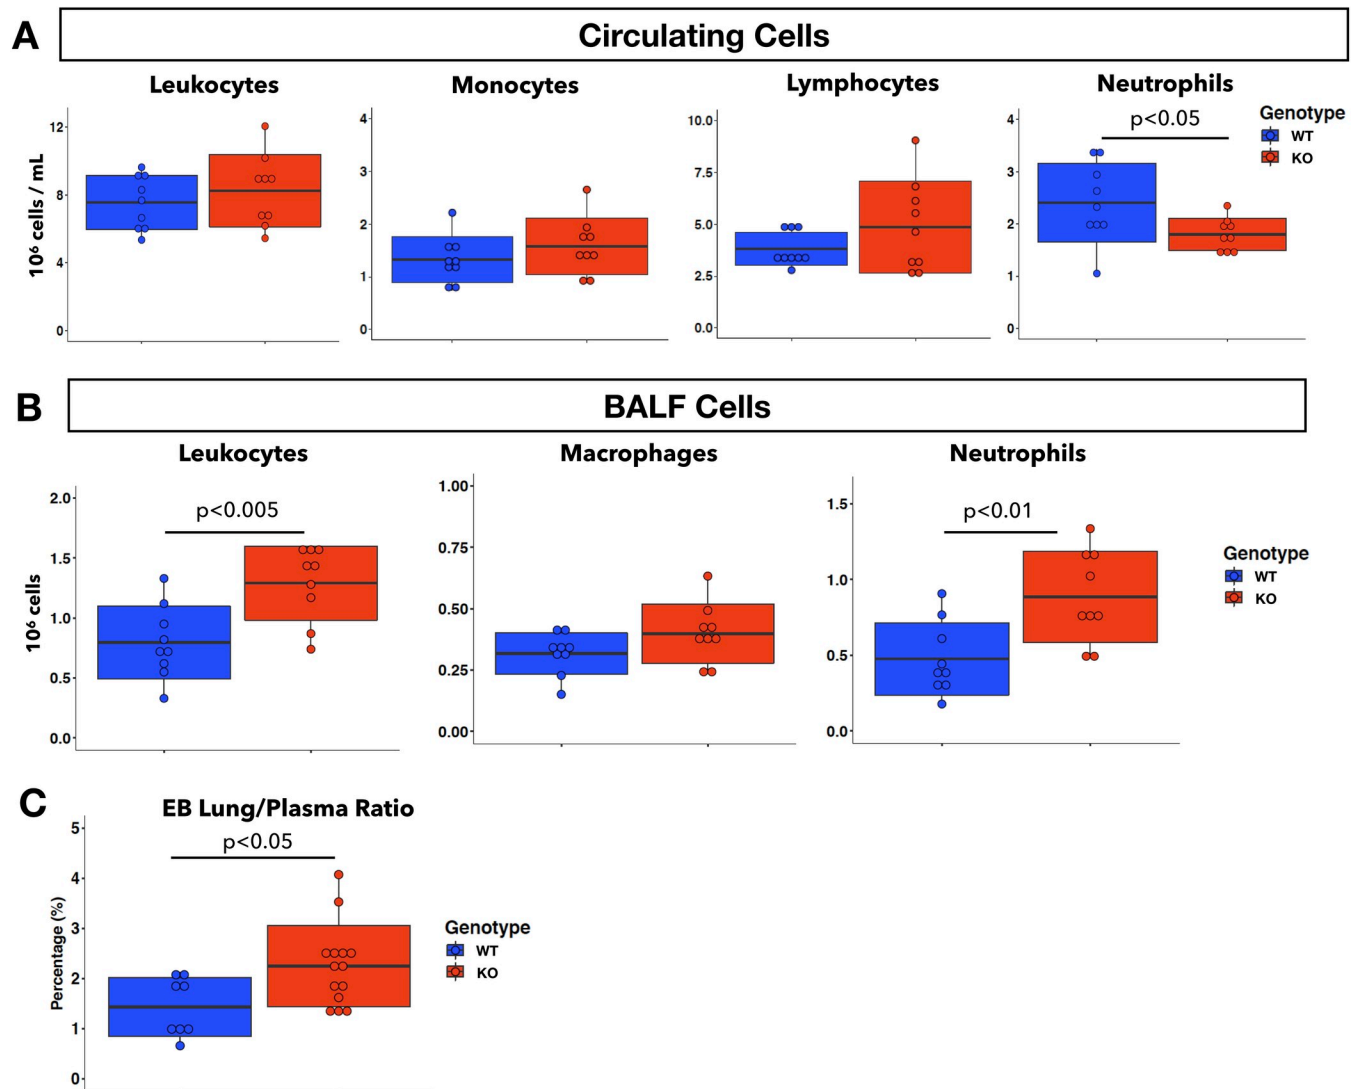 A
Circulating Cells
Leukocytes
Monocytes
Lymphocytes
Neutrophils
10⁶ cells / mL
12
8
4
0
4
3
2
1
0
10.0
7.5
5.0
2.5
0.0
4
3
2
1
0
p<0.05
Genotype
WT
KO
B
BALF Cells
Leukocytes
Macrophages
Neutrophils
10⁶ cells
2.0
1.5
1.0
0.5
0.0
p<0.005
1.00
0.75
0.50
0.25
0.00
1.5
1.0
0.5
0.0
p<0.01
Genotype
WT
KO
C
EB Lung/Plasma Ratio
p<0.05
Percentage (%)
5
4
3
2
1
0
Genotype
WT
KO